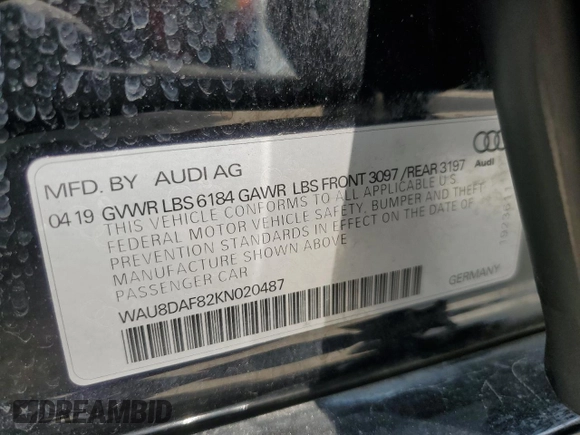 MFD. BY AUDI AG
04 19 GVWR LBS 6184 GAWR LBS FRONT 3097 /REAR 3197
THIS VEHICLE CONFORMS TO ALL APPLICABLE U.S.
FEDERAL MOTOR VEHICLE SAFETY, BUMPER AND THEFT
PREVENTION STANDARDS IN EFFECT ON THE DATE OF
MANUFACTURE SHOWN ABOVE
PASSENGER CAR
WAU8DAF82KN020487
Audi
GERMANY
DREAMBID